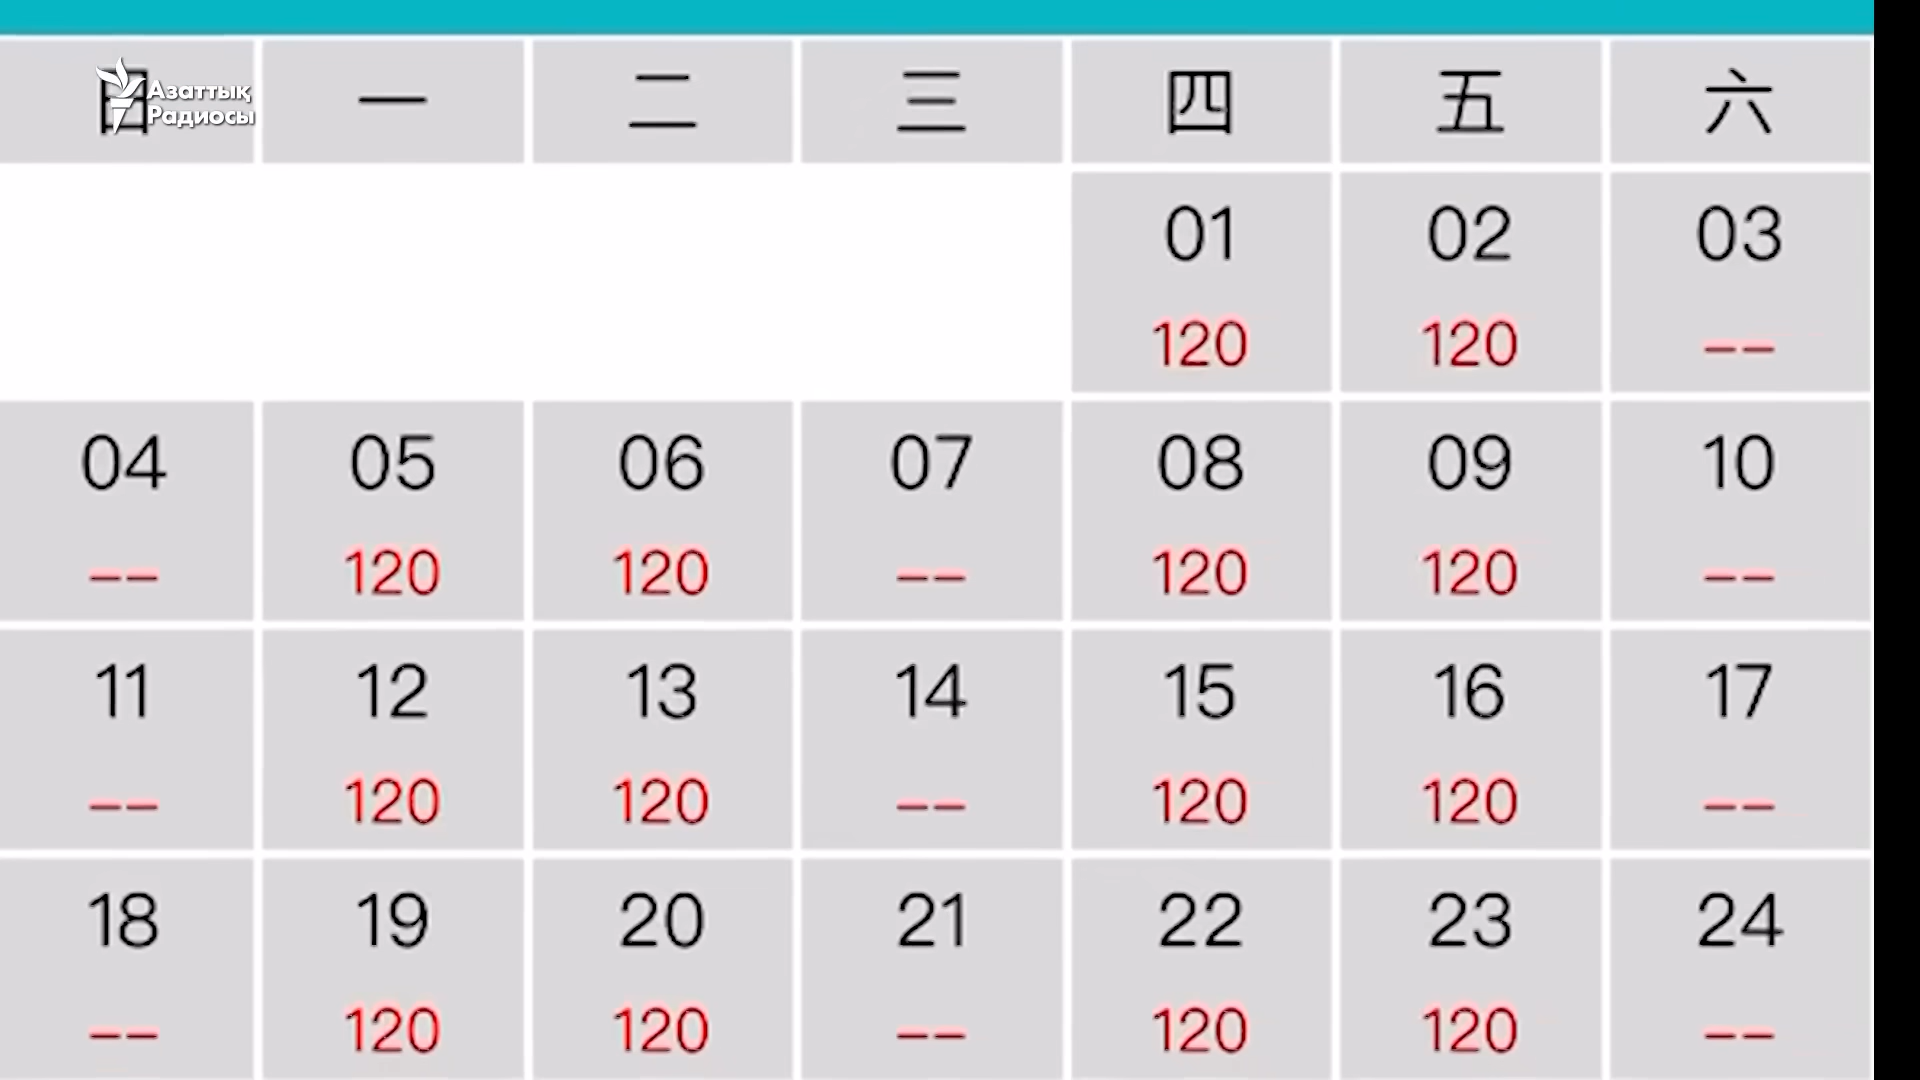 日 一 二 三 四 五 六
Азаттық
Радиосы
01 02 03
120 120 --
04 05 06 07 08 09 10
-- 120 120 -- 120 120 --
11 12 13 14 15 16 17
-- 120 120 -- 120 120 --
18 19 20 21 22 23 24
-- 120 120 -- 120 120 --